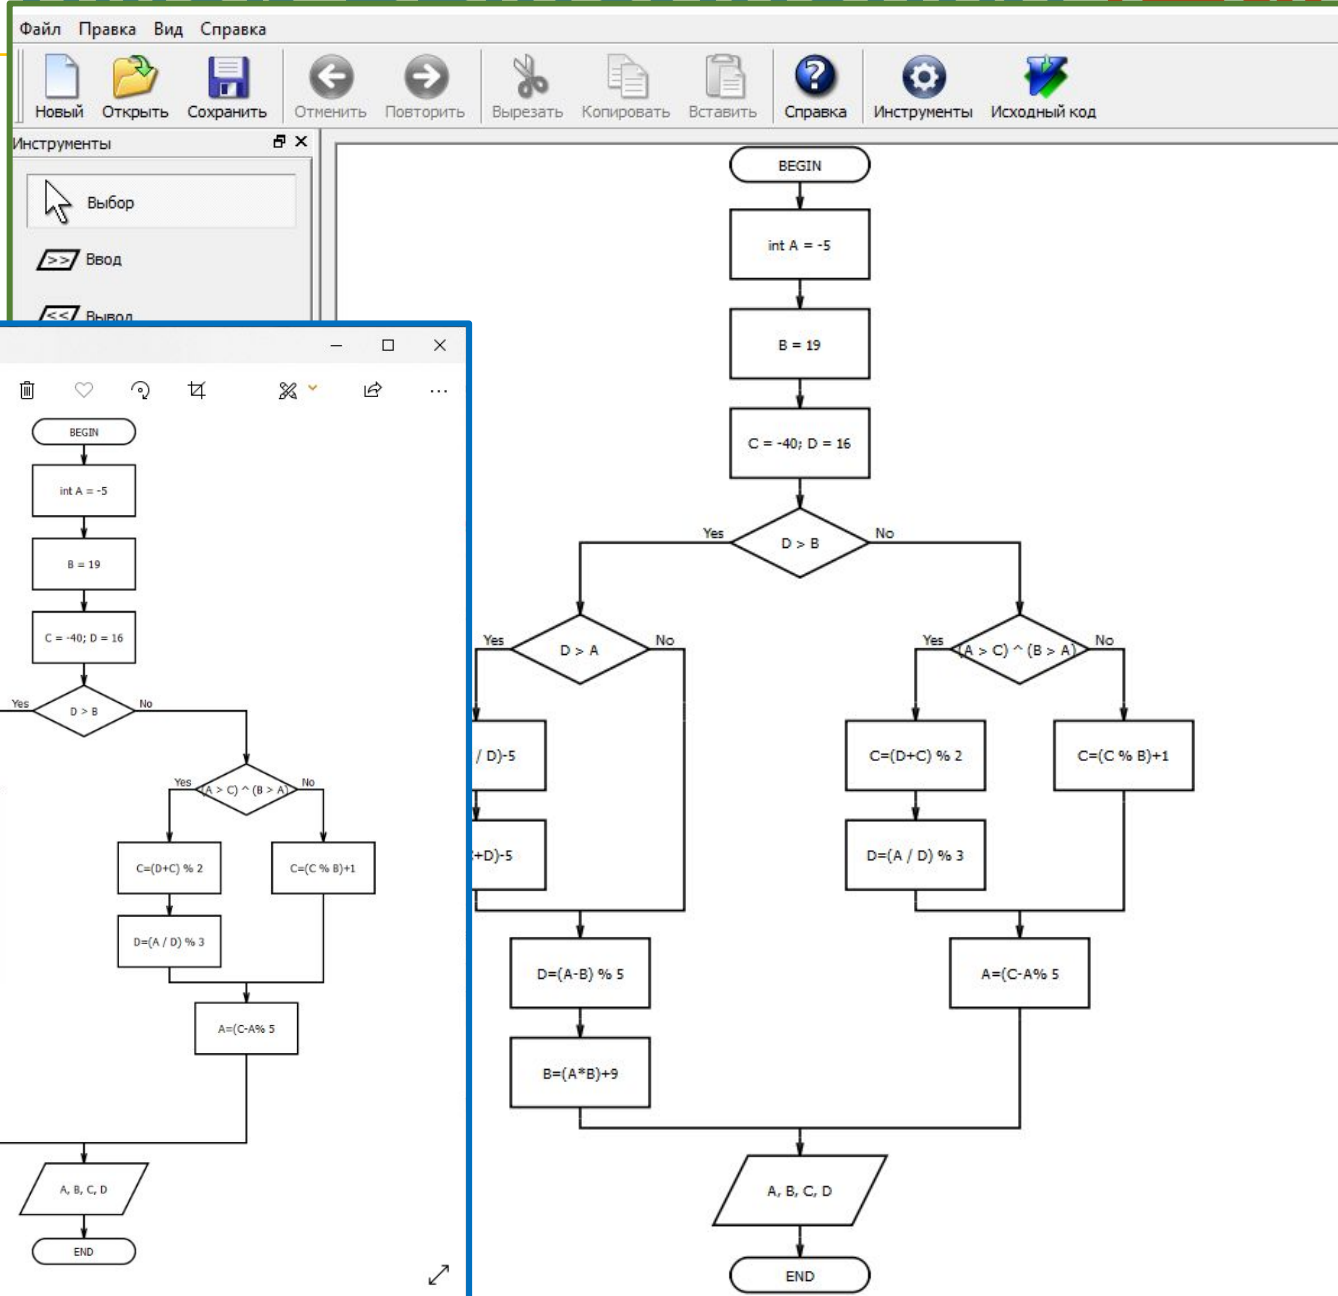 Файл Правка Вид Справка
Новый Открыть Сохранить Отменить Повторить Вырезать Копировать Вставить Справка Инструменты Исходный код
Инструменты
Выбор
>> Ввод
<< Вывод
BEGIN
int A = -5
B = 19
C = -40; D = 16
D > B
Yes
No
D > A
Yes
No
(A > C) ^ (B > A)
Yes
No
/ D)-5
+D)-5
C=(D+C) % 2
C=(C % B)+1
D=(A / D) % 3
D=(A-B) % 5
A=(C-A% 5
B=(A*B)+9
A, B, C, D
END
BEGIN
int A = -5
B = 19
C = -40; D = 16
Yes
D > B
No
Yes
(A > C) ^ (B > A)
No
C=(D+C) % 2
C=(C % B)+1
D=(A / D) % 3
A=(C-A% 5
A, B, C, D
END